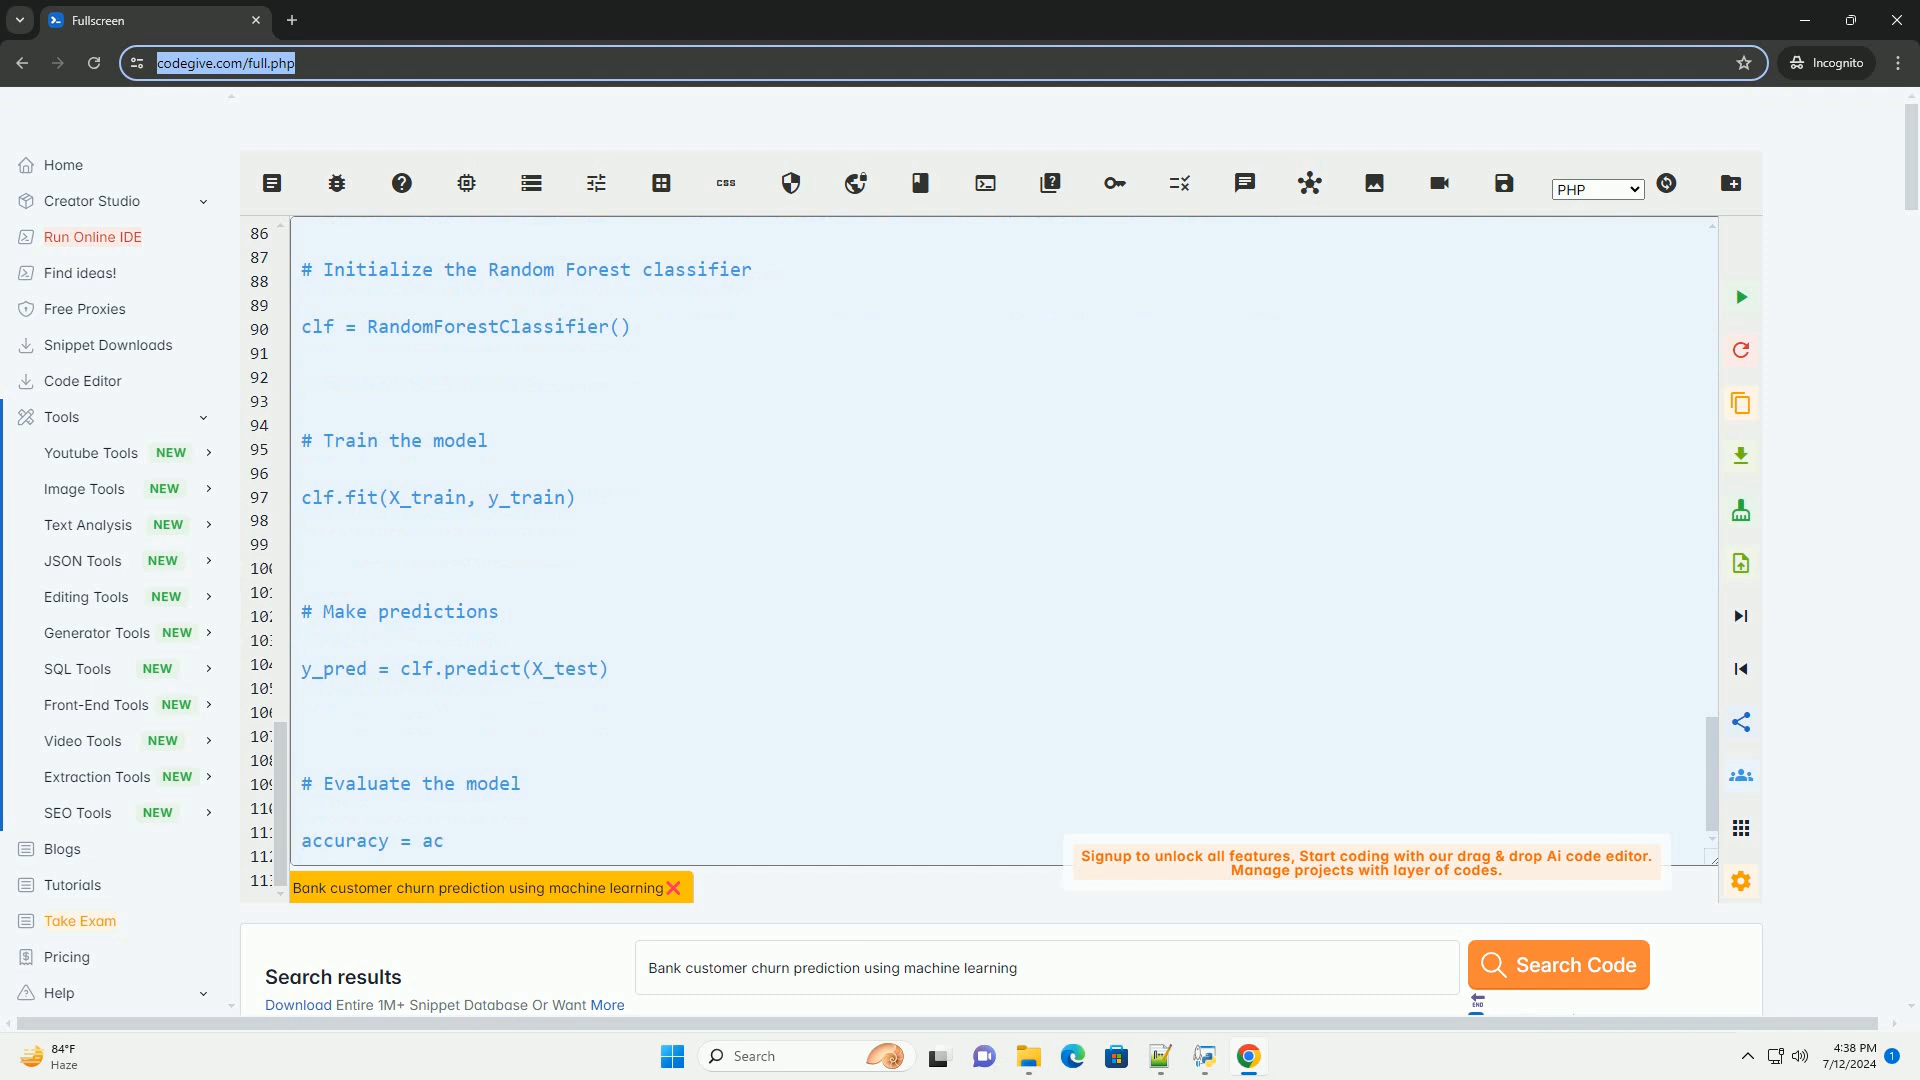 Fullscreen
codegive.com/full.php
Incognito
Home
Creator Studio
Run Online IDE
Find ideas!
Free Proxies
Snippet Downloads
Code Editor
Tools
Youtube Tools NEW
Image Tools NEW
Text Analysis NEW
JSON Tools NEW
Editing Tools NEW
Generator Tools NEW
SQL Tools NEW
Front-End Tools NEW
Video Tools NEW
Extraction Tools NEW
SEO Tools NEW
Blogs
Tutorials
Take Exam
Pricing
Help
css
PHP
86
87
88
89
90
91
92
93
94
95
96
97
98
99
# Initialize the Random Forest classifier
clf = RandomForestClassifier()
# Train the model
clf.fit(X_train, y_train)
# Make predictions
y_pred = clf.predict(X_test)
# Evaluate the model
accuracy = ac
Signup to unlock all features, Start coding with our drag & drop Ai code editor.
Manage projects with layer of codes.
Bank customer churn prediction using machine learning
Search results
Download Entire 1M+ Snippet Database Or Want More
Bank customer churn prediction using machine learning
Search Code
END
84°F
Haze
Search
4:38 PM
7/12/2024
1